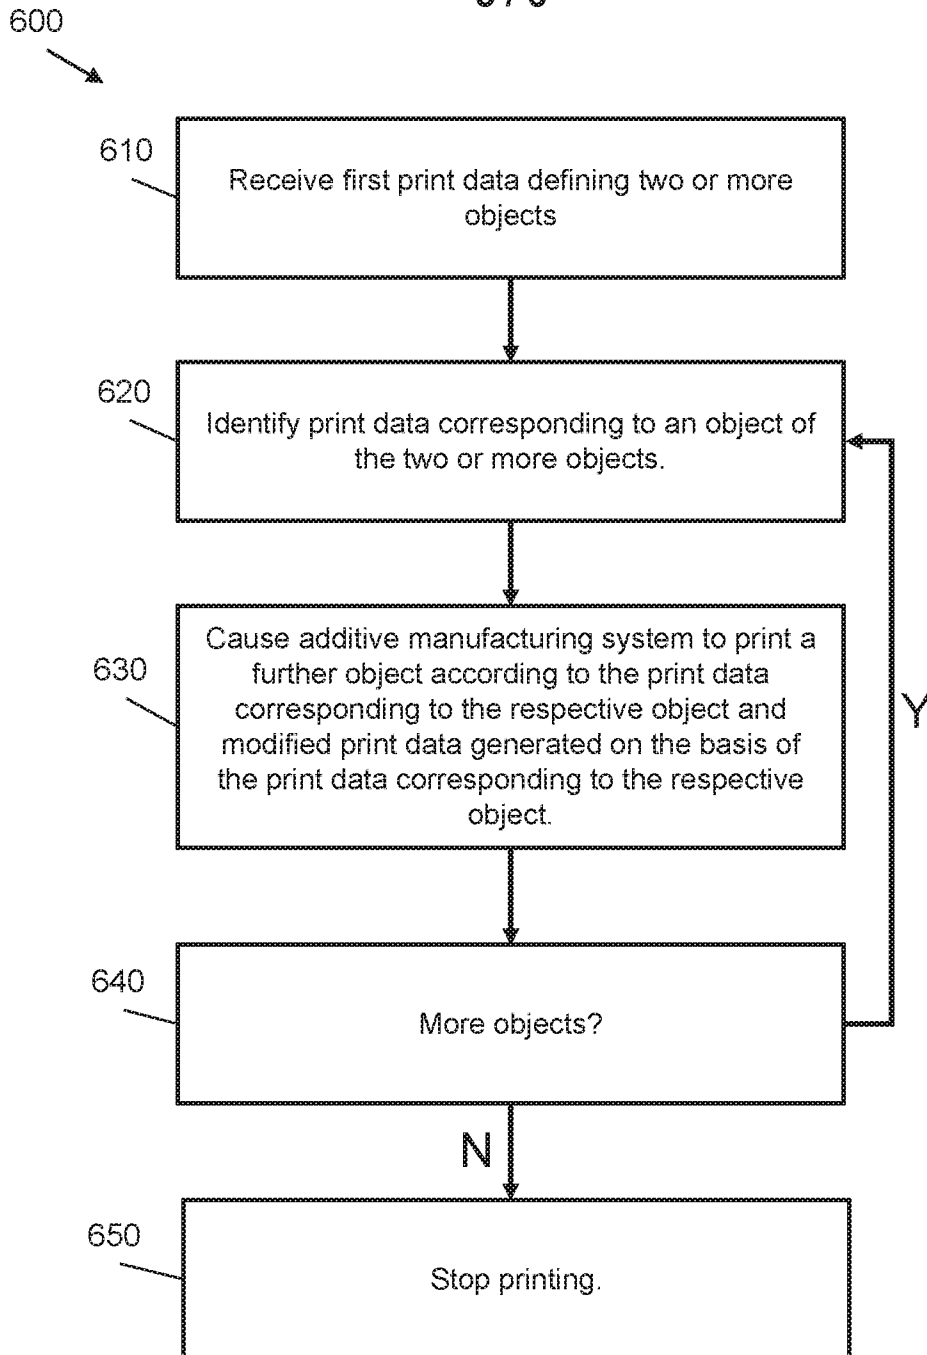 600
610
Receive first print data defining two or more
objects
620
Identify print data corresponding to an object of
the two or more objects.
630
Cause additive manufacturing system to print a
further object according to the print data
corresponding to the respective object and
modified print data generated on the basis of
the print data corresponding to the respective
object.
Y
640
More objects?
N
650
Stop printing.